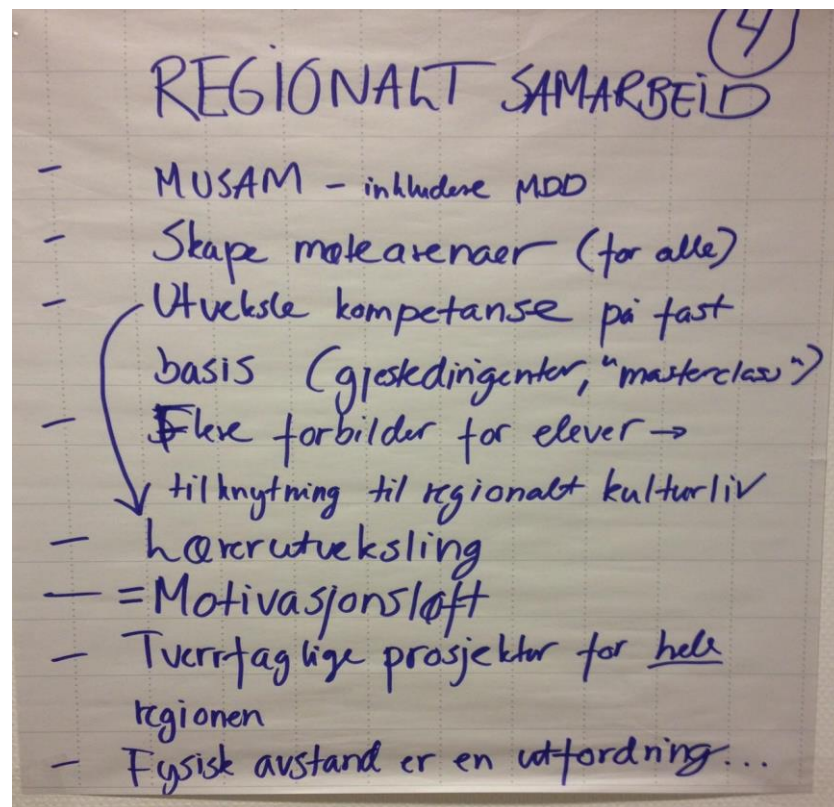 4
REGIONALT SAMARBEID
- MUSAM - inkludere MDD
- Skape møtearenaer (for alle)
- Utveksle kompetanse på fast
basis (gjestedirigenter, "masterclass")
- Flere forbilder for elever →
tilknytning til regionalt kulturliv
- Lærerutveksling
- = Motivasjonsløft
- Tverrfaglige prosjekter for hele
regionen
- Fysisk avstand er en utfordring...